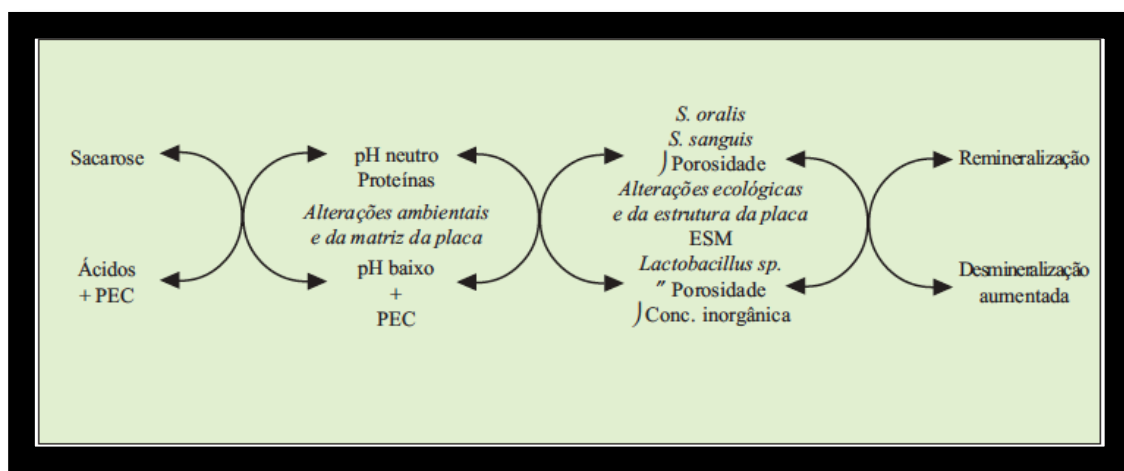 Sacarose
Ácidos
+ PEC
pH neutro
Proteínas
Alterações ambientais
e da matriz da placa
pH baixo
+
PEC
S. oralis
S. sanguis
) Porosidade
Alterações ecológicas
e da estrutura da placa
ESM
Lactobacillus sp.
" Porosidade
) Conc. inorgânica
Remineralização
Desmineralização
aumentada